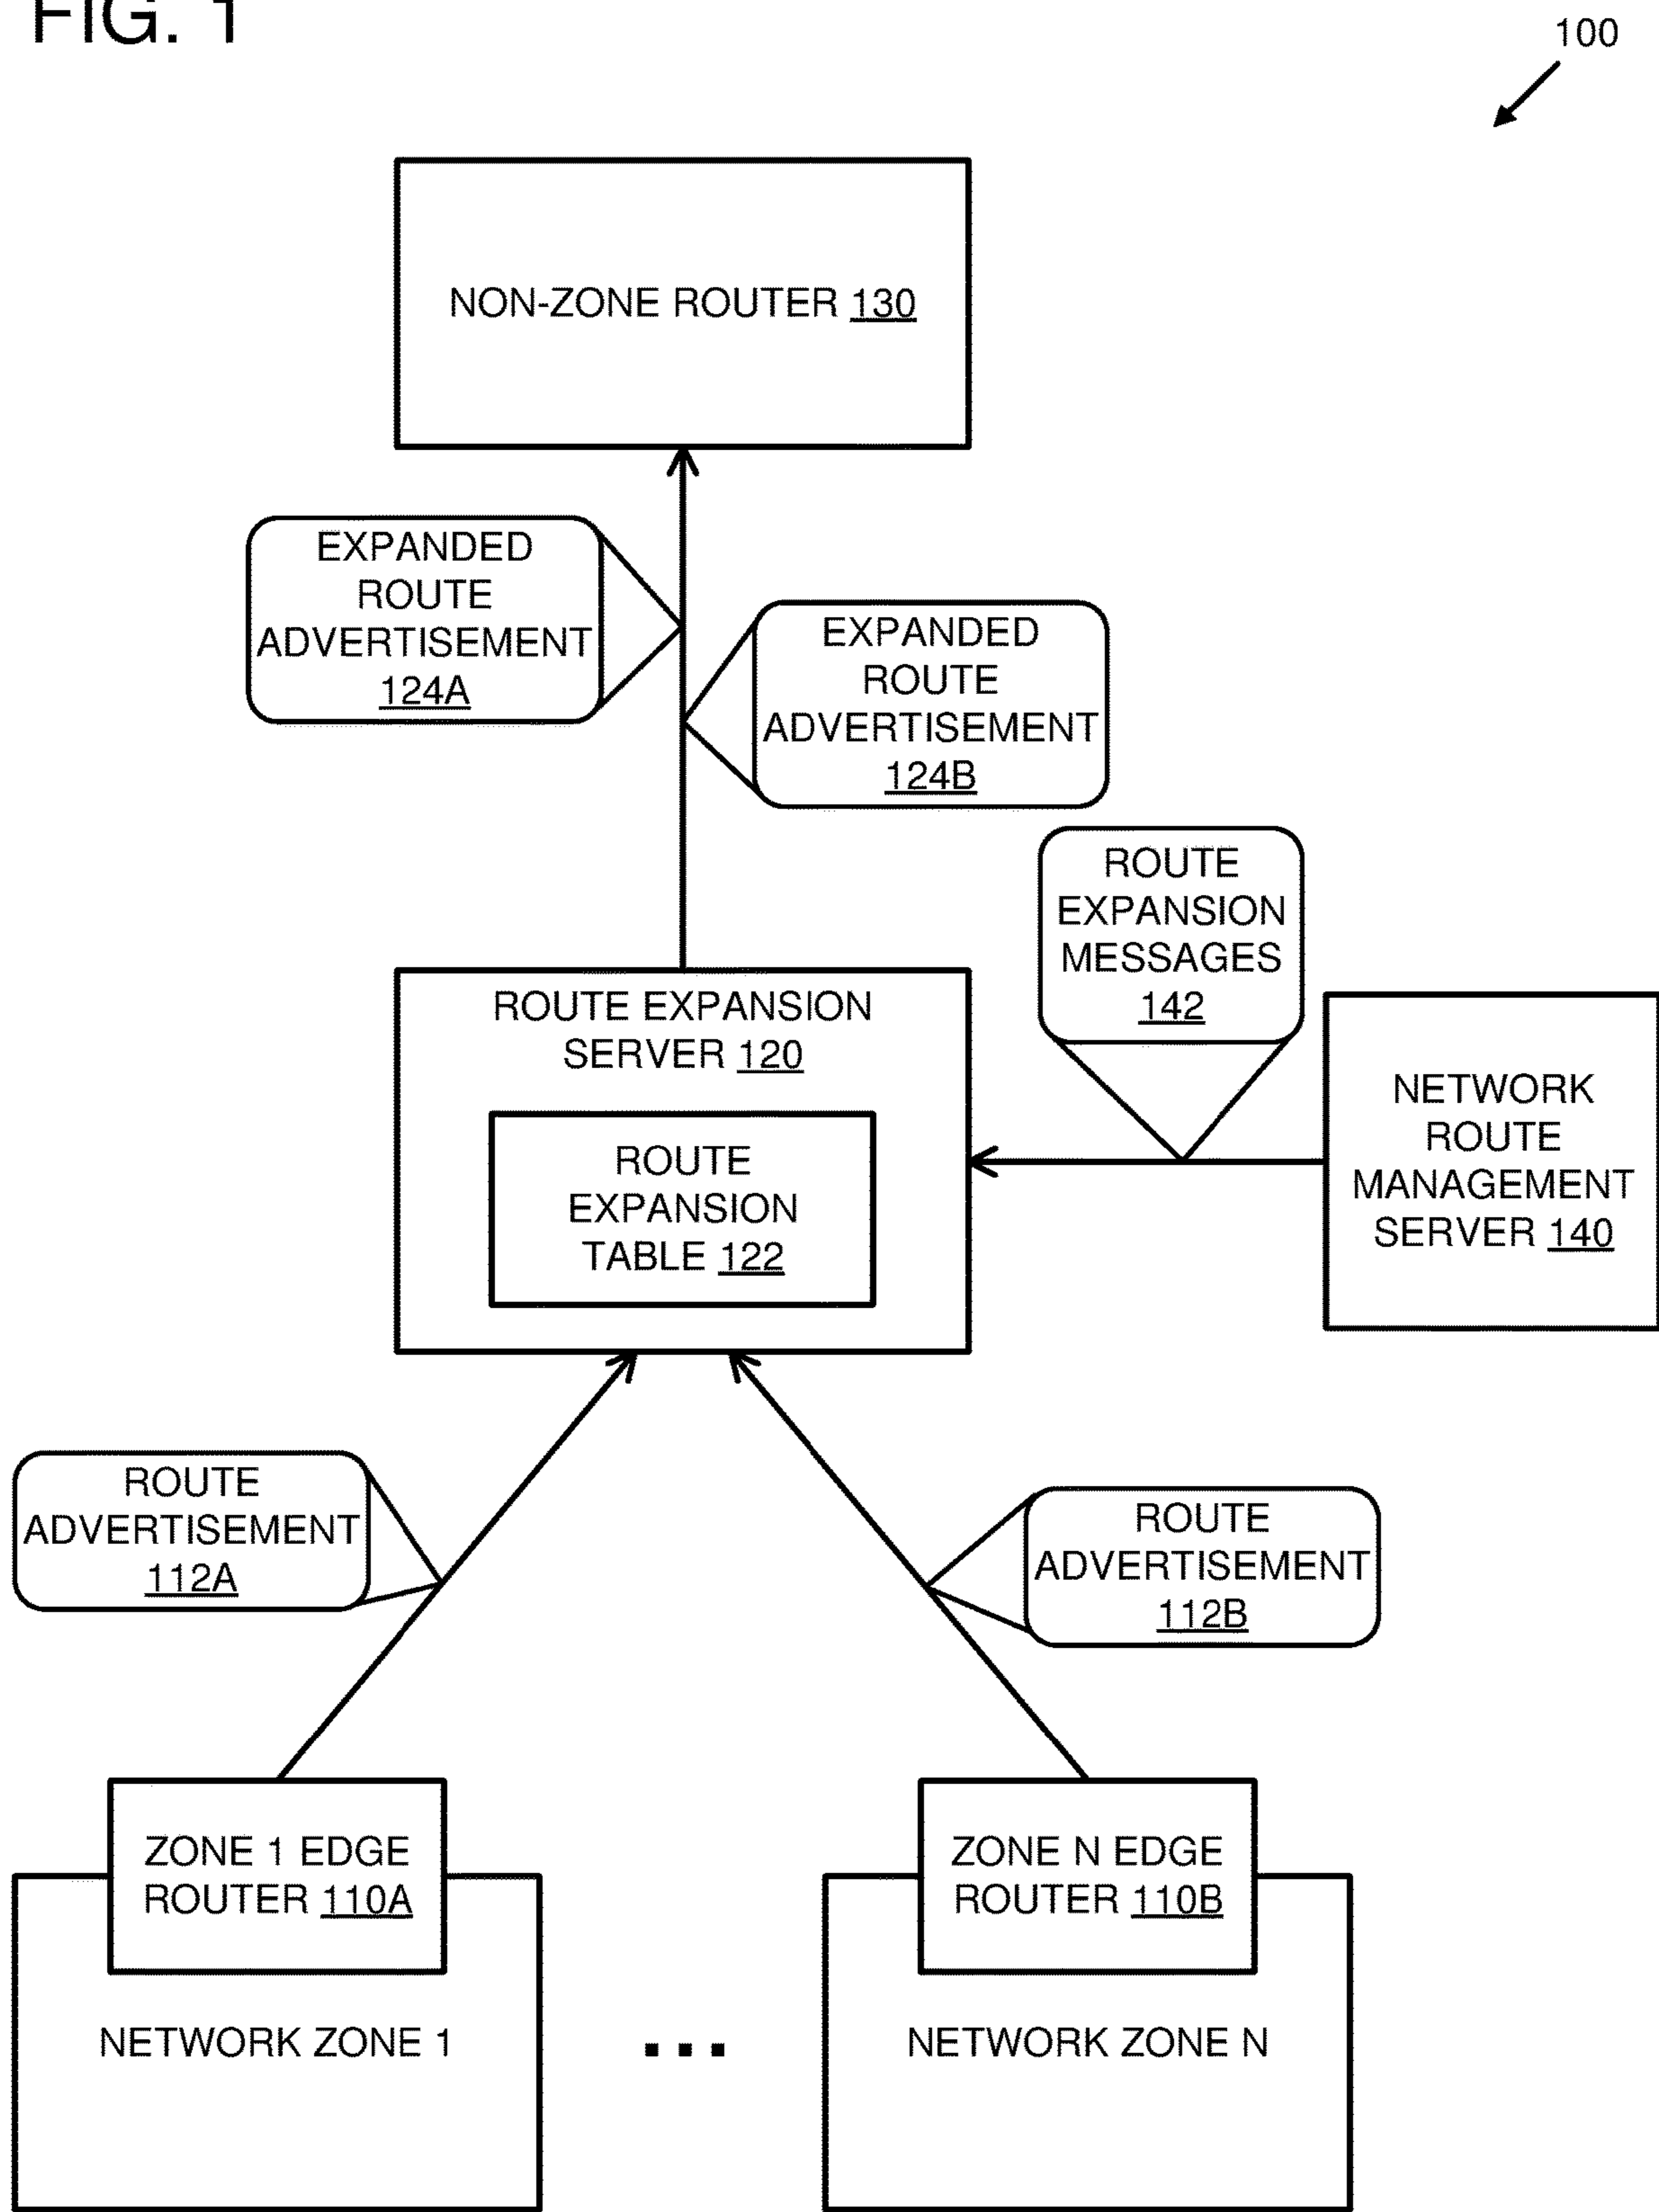 FIG. 1
100
NON-ZONE ROUTER 130
EXPANDED
ROUTE
ADVERTISEMENT
124A
EXPANDED
ROUTE
ADVERTISEMENT
124B
ROUTE
EXPANSION
MESSAGES
142
ROUTE EXPANSION
SERVER 120
ROUTE
EXPANSION
TABLE 122
NETWORK
ROUTE
MANAGEMENT
SERVER 140
ROUTE
ADVERTISEMENT
112A
ROUTE
ADVERTISEMENT
112B
ZONE 1 EDGE
ROUTER 110A
ZONE N EDGE
ROUTER 110B
NETWORK ZONE 1
...
NETWORK ZONE N